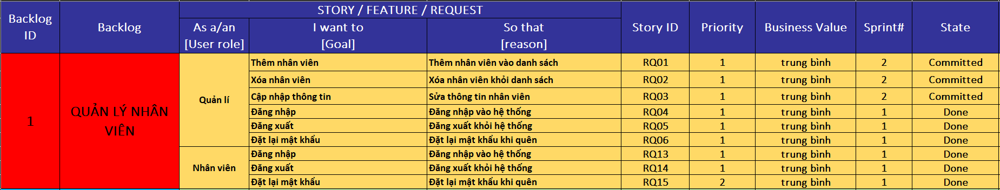 Backlog ID
Backlog
STORY / FEATURE / REQUEST
As a/an [User role]
I want to [Goal]
So that [reason]
Story ID
Priority
Business Value
Sprint#
State
1
QUẢN LÝ NHÂN VIÊN
Quản lí
Thêm nhân viên Thêm nhân viên vào danh sách RQ01 1 trung bình 2 Committed
Xóa nhân viên Xóa nhân viên khỏi danh sách RQ02 1 trung bình 2 Committed
Cập nhập thông tin Sửa thông tin nhân viên RQ03 1 trung bình 2 Committed
Đăng nhập Đăng nhập vào hệ thống RQ04 1 trung bình 1 Done
Đăng xuất Đăng xuất khỏi hệ thống RQ05 1 trung bình 1 Done
Đặt lại mật khẩu Đặt lại mật khẩu khi quên RQ06 1 trung bình 1 Done
Nhân viên
Đăng nhập Đăng nhập vào hệ thống RQ13 1 trung bình 1 Done
Đăng xuất Đăng xuất khỏi hệ thống RQ14 1 trung bình 1 Done
Đặt lại mật khẩu Đặt lại mật khẩu khi quên RQ15 2 trung bình 1 Done